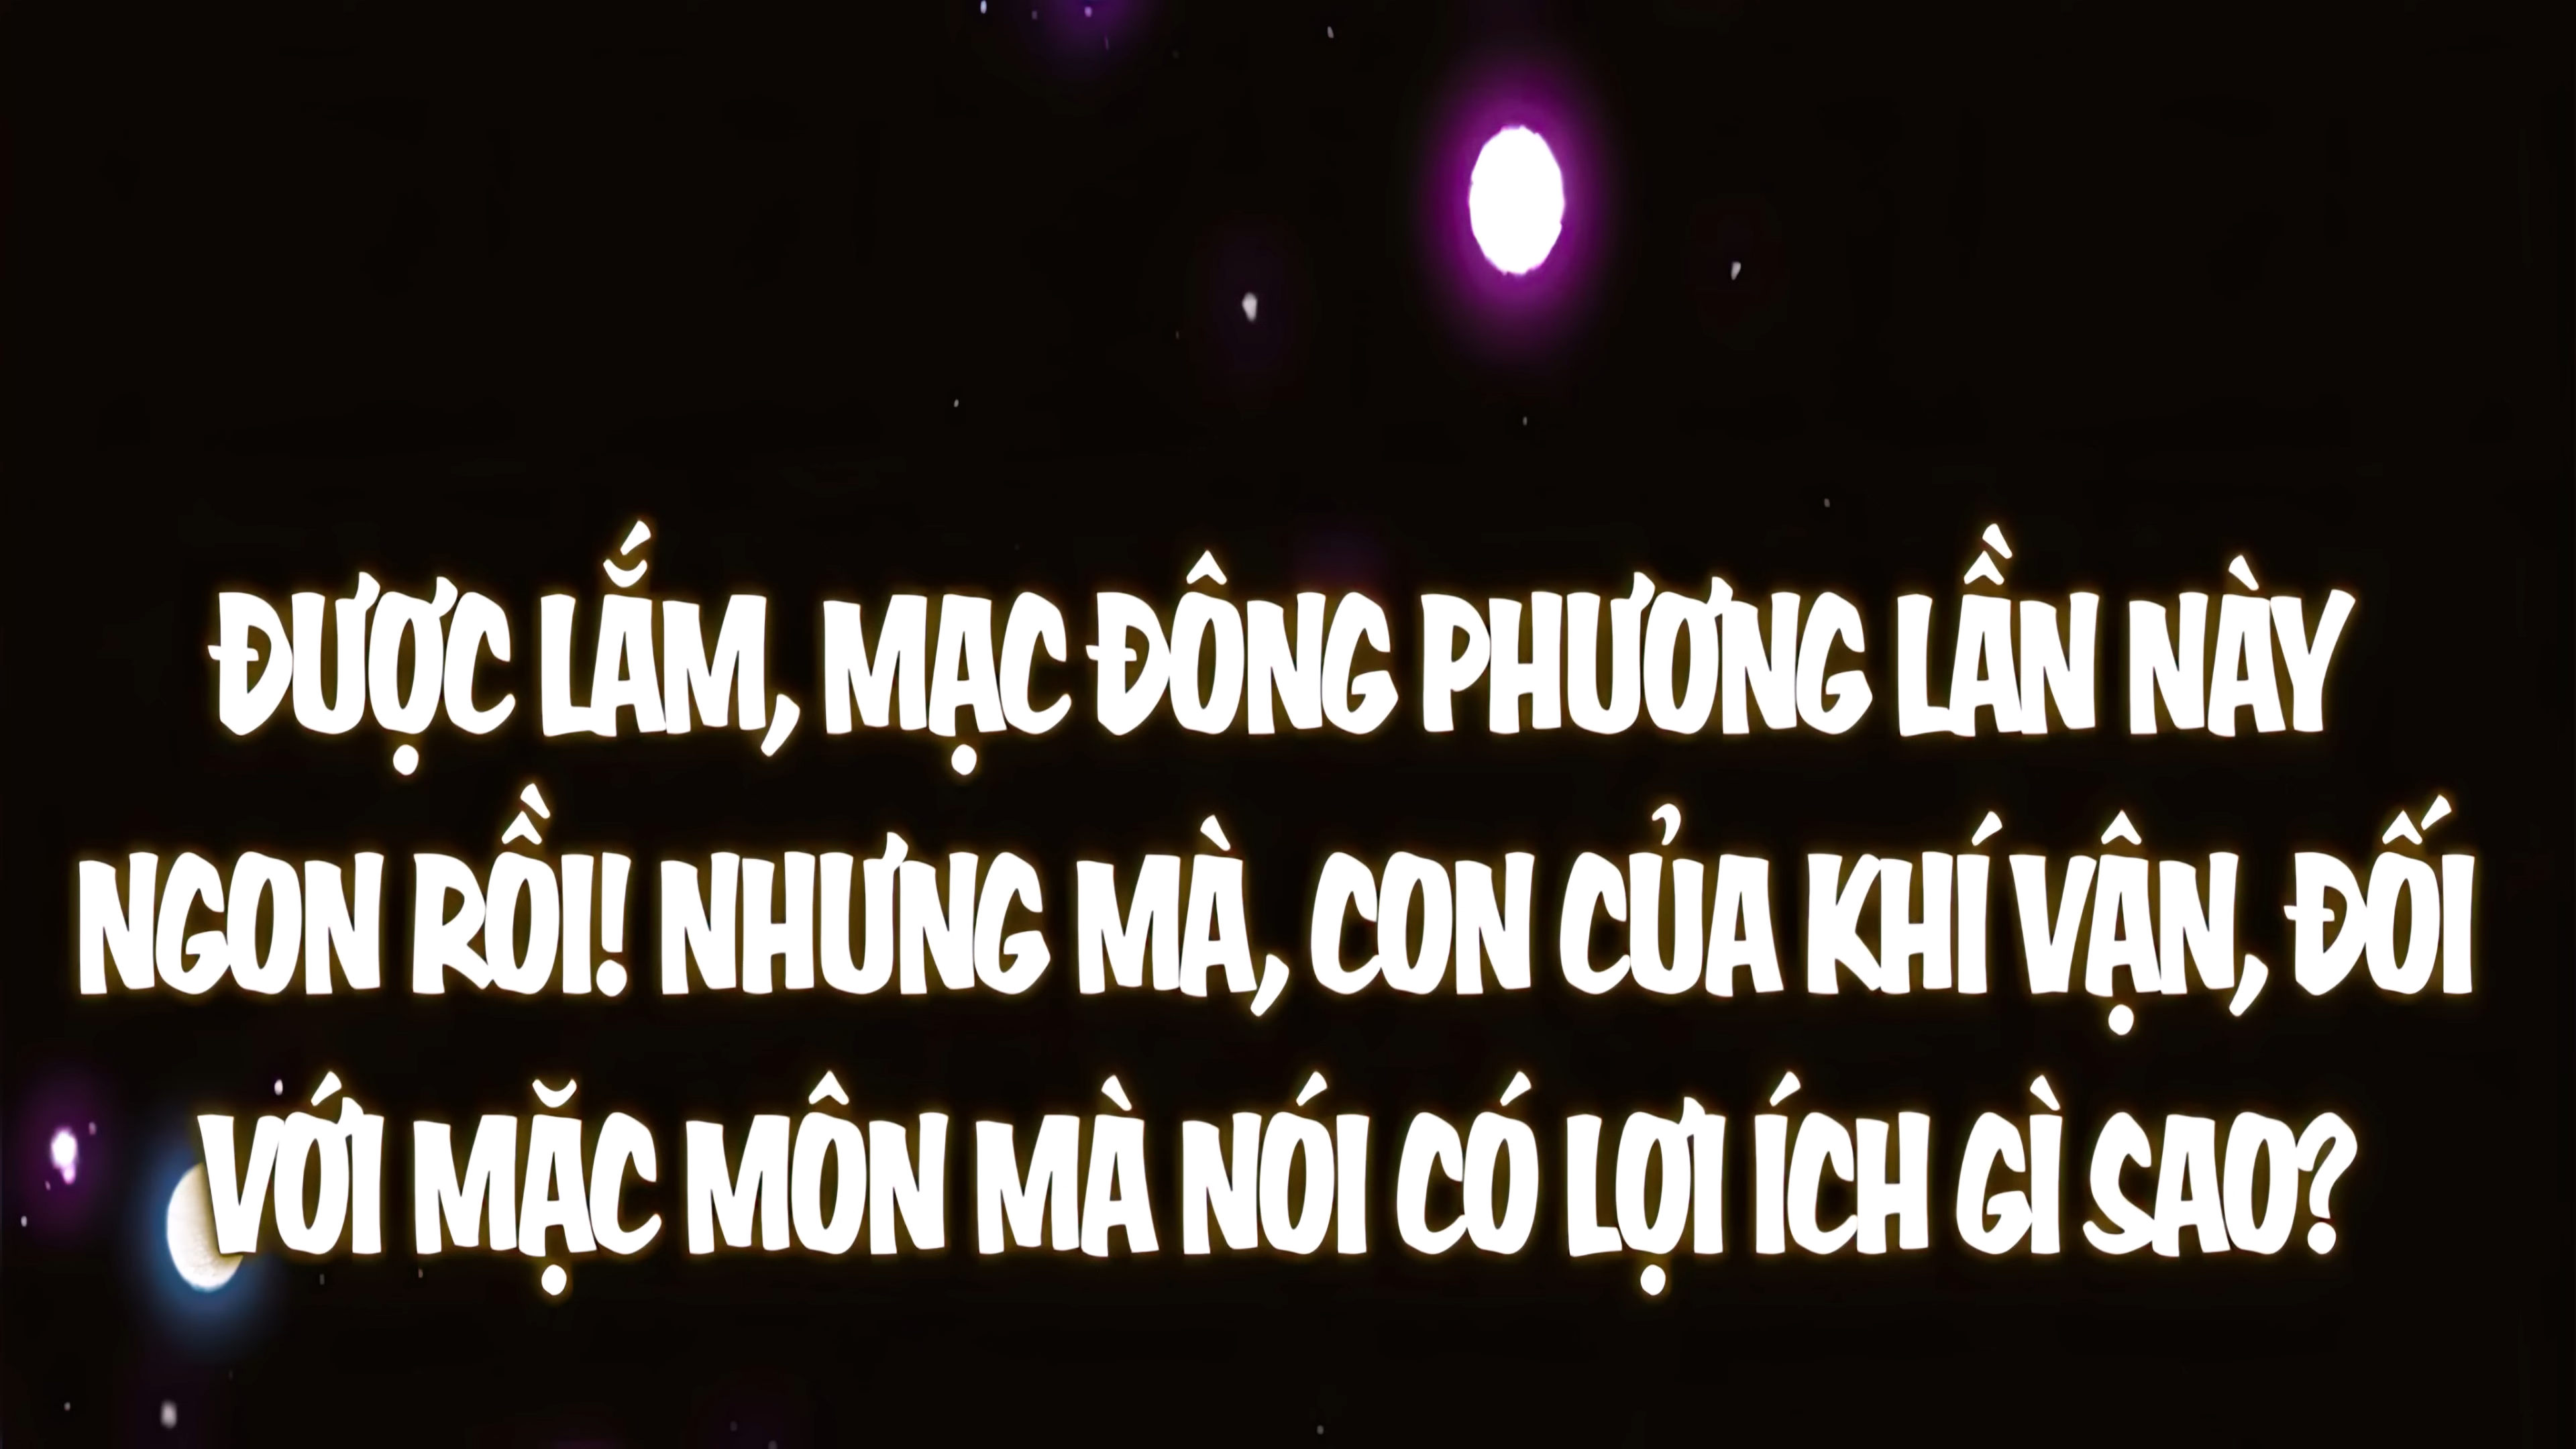 ĐƯỢC LẮM, MẠC ĐÔNG PHƯƠNG LẦN NÀY
NGON RỒI! NHƯNG MÀ, CON CỦA KHÍ VẬN, ĐỐI
VỚI MẶC MÔN MÀ NÓI CÓ LỢI ÍCH GÌ SAO?